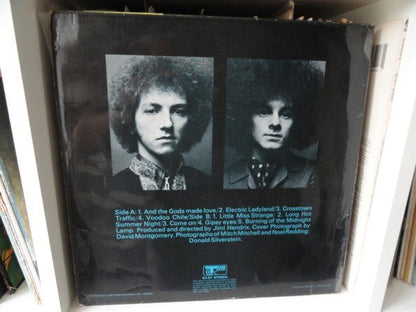 Side A: 1. And the Gods made love/2. Electric Ladyland/3. Crosstown
Traffic/4. Voodoo Chile/Side B: 1. Little Miss Strange/2. Long Hot
Summer Night/3. Come on/4. Gipsy eyes/5. Burning of the Midnight
Lamp. Produced and directed by Jimi Hendrix. Cover Photograph by
David Montgomery. Photographs of Mitch Mitchell and Noel Redding:
Donald Silverstein.